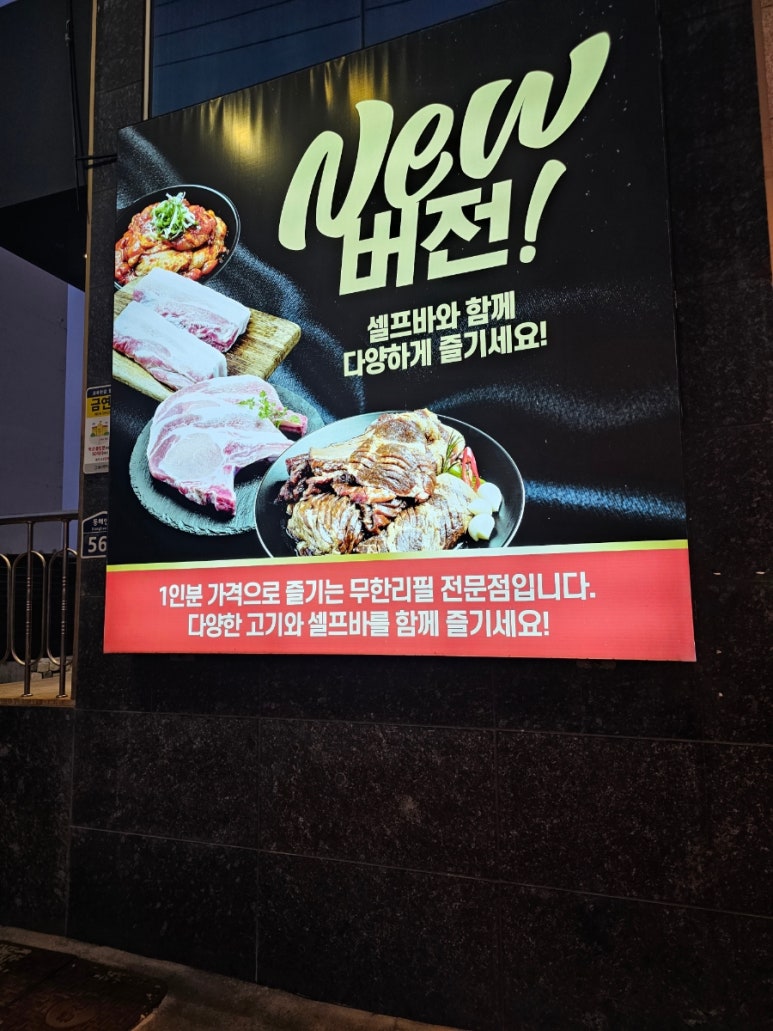 New
버전!
셀프바와 함께
다양하게 즐기세요!
금연
56
1인분 가격으로 즐기는 무한리필 전문점입니다.
다양한 고기와 셀프바를 함께 즐기세요!